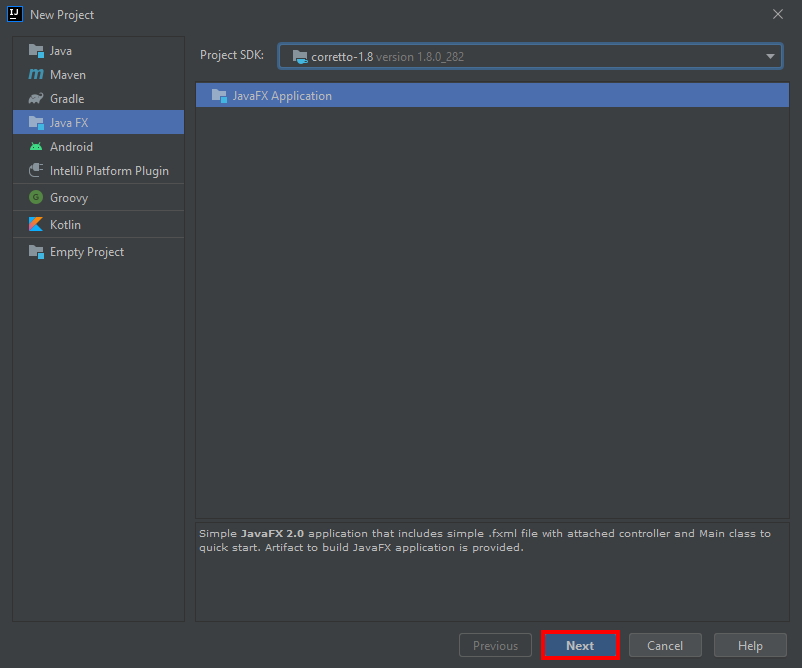 New Project
Java
Maven
Gradle
Java FX
Android
IntelliJ Platform Plugin
Groovy
Kotlin
Empty Project
Project SDK: corretto-1.8 version 1.8.0_282
JavaFX Application
Simple JavaFX 2.0 application that includes simple .fxml file with attached controller and Main class to
quick start. Artifact to build JavaFX application is provided.
Previous Next Cancel Help